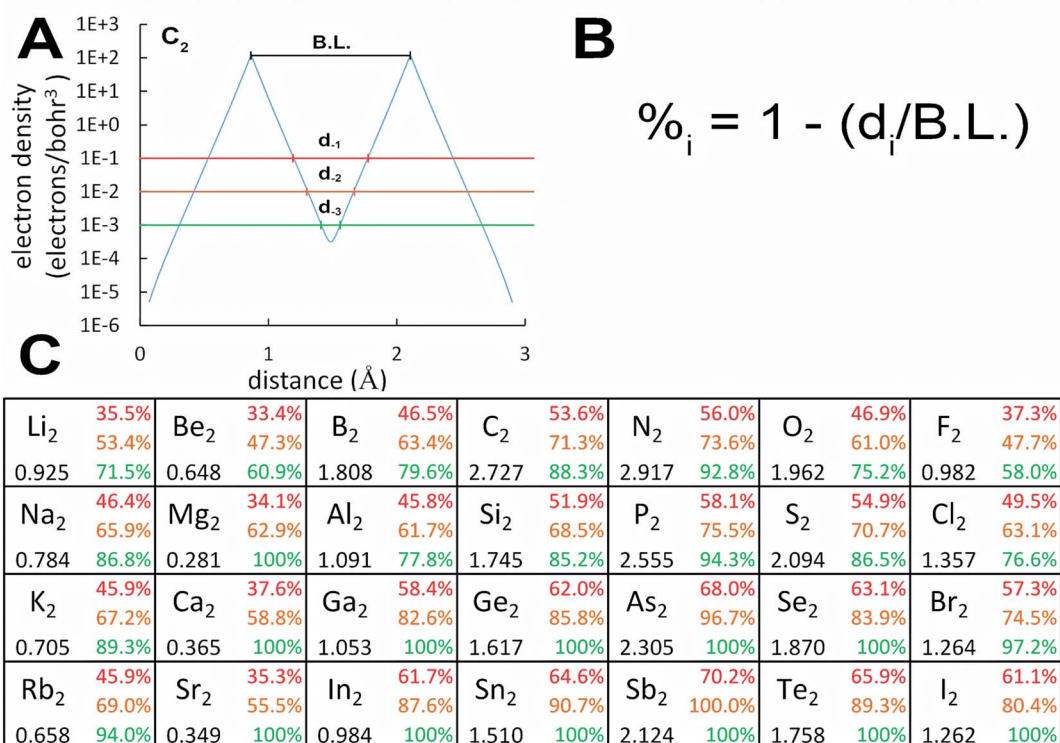 A
B
C₂
B.L.
1E+3
1E+2
1E+1
1E+0
1E-1
1E-2
1E-3
1E-4
1E-5
1E-6
electron density
(electrons/bohr³ )
d₋₁
d₋₂
d₋₃
0 1 2 3
distance (Å)
%ᵢ = 1 - (dᵢ/B.L.)
C
Li₂ 35.5% 53.4% 0.925 71.5%
Be₂ 33.4% 47.3% 0.648 60.9%
B₂ 46.5% 63.4% 1.808 79.6%
C₂ 53.6% 71.3% 2.727 88.3%
N₂ 56.0% 73.6% 2.917 92.8%
O₂ 46.9% 61.0% 1.962 75.2%
F₂ 37.3% 47.7% 0.982 58.0%
Na₂ 46.4% 65.9% 0.784 86.8%
Mg₂ 34.1% 62.9% 0.281 100%
Al₂ 45.8% 61.7% 1.091 77.8%
Si₂ 51.9% 68.5% 1.745 85.2%
P₂ 58.1% 75.5% 2.555 94.3%
S₂ 54.9% 70.7% 2.094 86.5%
Cl₂ 49.5% 63.1% 1.357 76.6%
K₂ 45.9% 67.2% 0.705 89.3%
Ca₂ 37.6% 58.8% 0.365 100%
Ga₂ 58.4% 82.6% 1.053 100%
Ge₂ 62.0% 85.8% 1.617 100%
As₂ 68.0% 96.7% 2.305 100%
Se₂ 63.1% 83.9% 1.870 100%
Br₂ 57.3% 74.5% 1.264 97.2%
Rb₂ 45.9% 69.0% 0.658 94.0%
Sr₂ 35.3% 55.5% 0.349 100%
In₂ 61.7% 87.6% 0.984 100%
Sn₂ 64.6% 90.7% 1.510 100%
Sb₂ 70.2% 100.0% 2.124 100%
Te₂ 65.9% 89.3% 1.758 100%
I₂ 61.1% 80.4% 1.262 100%